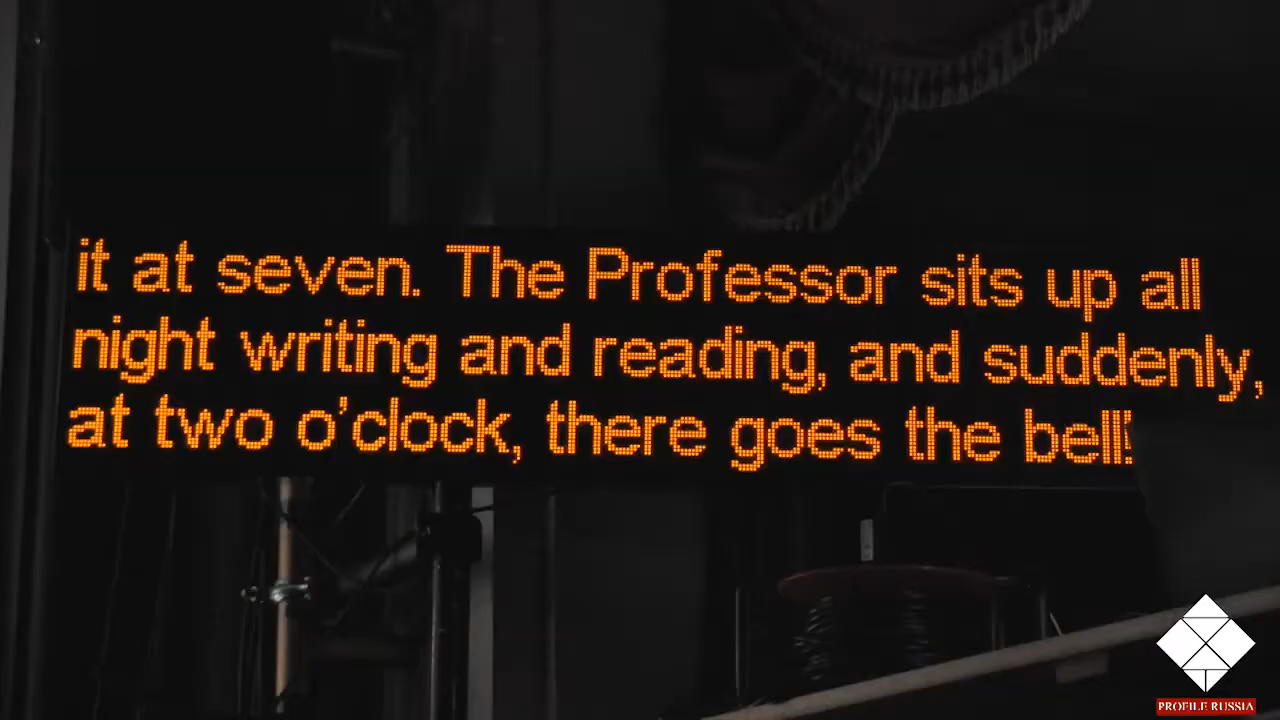 it at seven. The Professor sits up all
night writing and reading, and suddenly,
at two o'clock, there goes the bell!
PROFILE RUSSIA